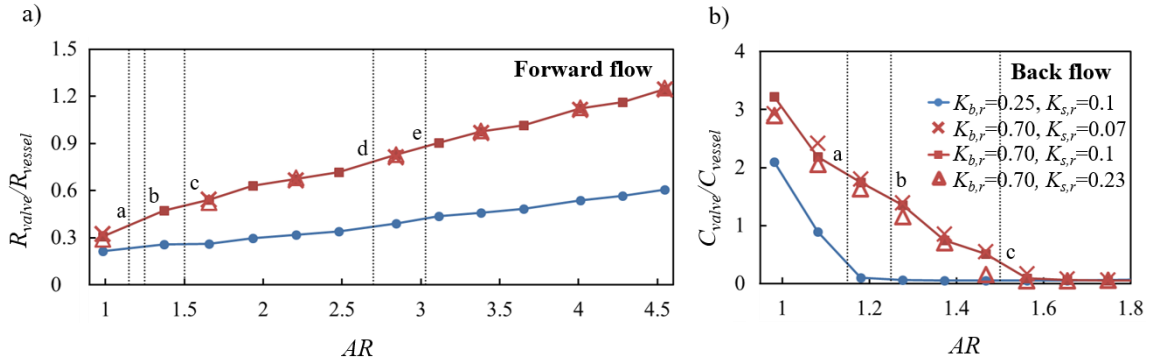 a)
1.5
1.2
0.9
0.6
0.3
0
R_valve/R_vessel
Forward flow
a
b
c
d
e
1
1.5
2
2.5
3
3.5
4
4.5
AR
b)
4
3
2
1
0
C_valve/C_vessel
Back flow
K_b,r=0.25, K_s,r=0.1
K_b,r=0.70, K_s,r=0.07
K_b,r=0.70, K_s,r=0.1
K_b,r=0.70, K_s,r=0.23
a
b
c
1
1.2
1.4
1.6
1.8
AR